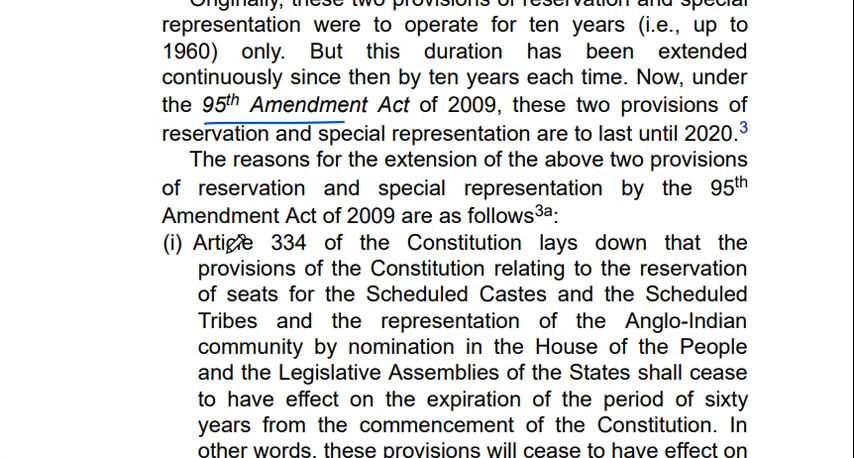 Originally, these two provisions of reservation and special
representation were to operate for ten years (i.e., up to
1960) only. But this duration has been extended
continuously since then by ten years each time. Now, under
the 95th Amendment Act of 2009, these two provisions of
reservation and special representation are to last until 2020.3
The reasons for the extension of the above two provisions
of reservation and special representation by the 95th
Amendment Act of 2009 are as follows3a:
(i) Article 334 of the Constitution lays down that the
provisions of the Constitution relating to the reservation
of seats for the Scheduled Castes and the Scheduled
Tribes and the representation of the Anglo-Indian
community by nomination in the House of the People
and the Legislative Assemblies of the States shall cease
to have effect on the expiration of the period of sixty
years from the commencement of the Constitution. In
other words, these provisions will cease to have effect on